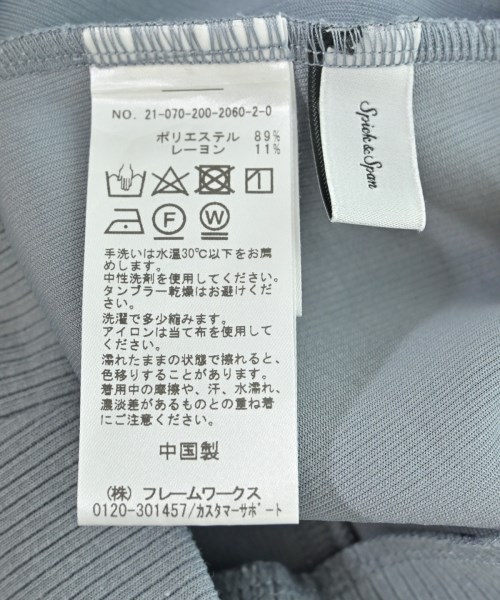 NO. 21-070-200-2060-2-0
ポリエステル 89%
レーヨン 11%
F W
手洗いは水温30℃以下をお薦
めします。
中性洗剤を使用してください。
タンブラー乾燥はお避けくだ
さい。
洗濯で多少縮みます。
アイロンは当て布を使用して
ください。
濡れたままの状態で擦れると、
色移りすることがあります。
着用中の摩擦や、汗、水濡れ、
濃淡差があるものとの重ね着
にご注意ください。
中国製
(株) フレームワークス
0120-301457/カスタマーサポート
Spick & Span